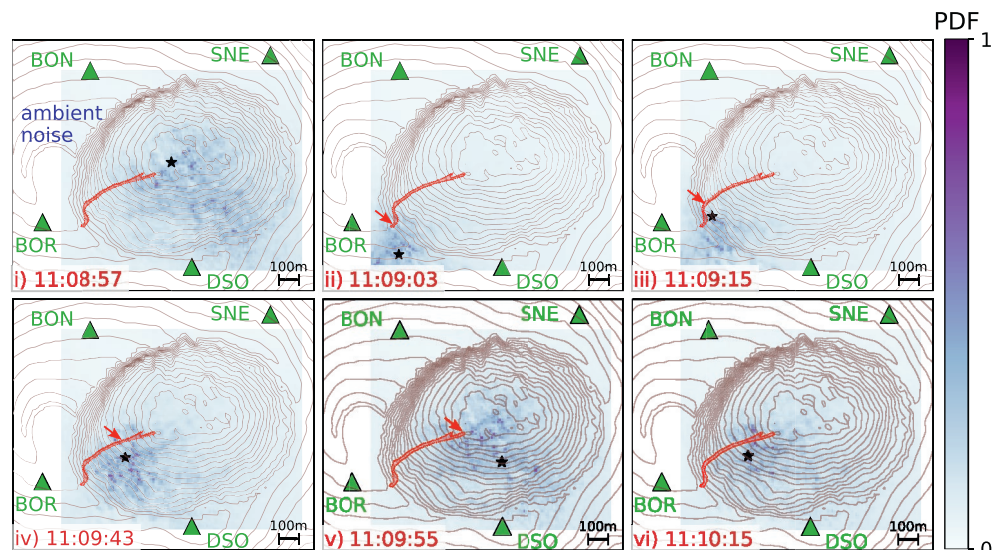 PDF
1
BON
SNE
ambient
noise
BOR
DSO
100m
i) 11:08:57
BON
SNE
BOR
DSO
100m
ii) 11:09:03
BON
SNE
BOR
DSO
100m
iii) 11:09:15
BON
SNE
BOR
DSO
100m
iv) 11:09:43
BON
SNE
BOR
DSO
100m
v) 11:09:55
BON
SNE
BOR
DSO
100m
vi) 11:10:15
0